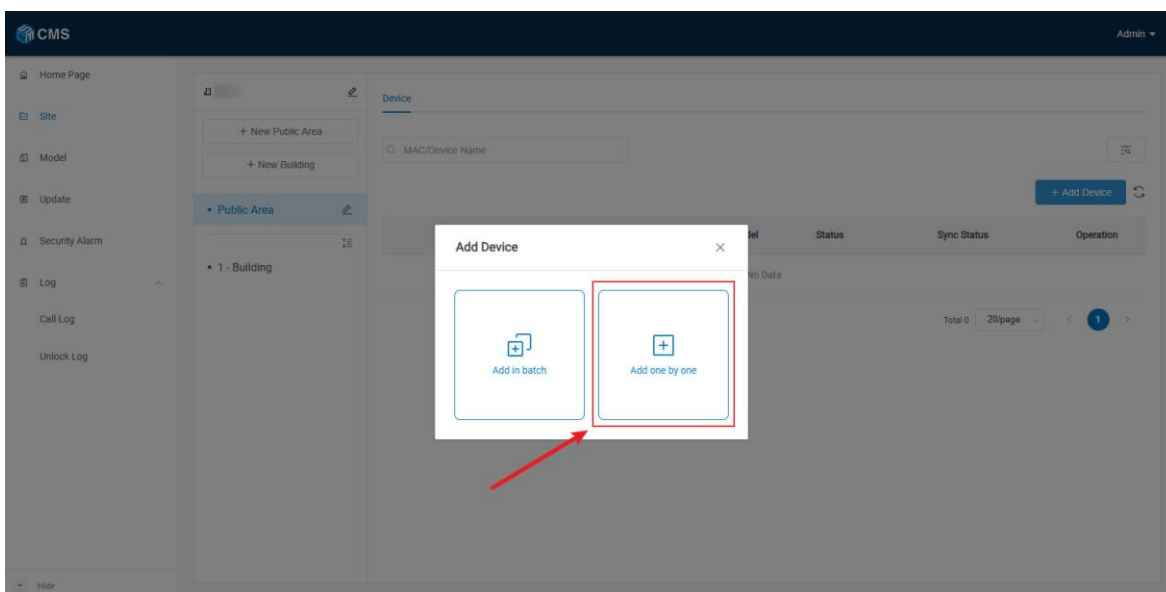 CMS
Admin
Home Page
Site
Model
Update
Security Alarm
Log
Call Log
Unlock Log
Hide
+ New Public Area
+ New Building
• Public Area
• 1 - Building
Device
MAC/Device Name
+ Add Device
Status Sync Status Operation
No Data
Total 0 20/page 1
Add Device
Add in batch
Add one by one